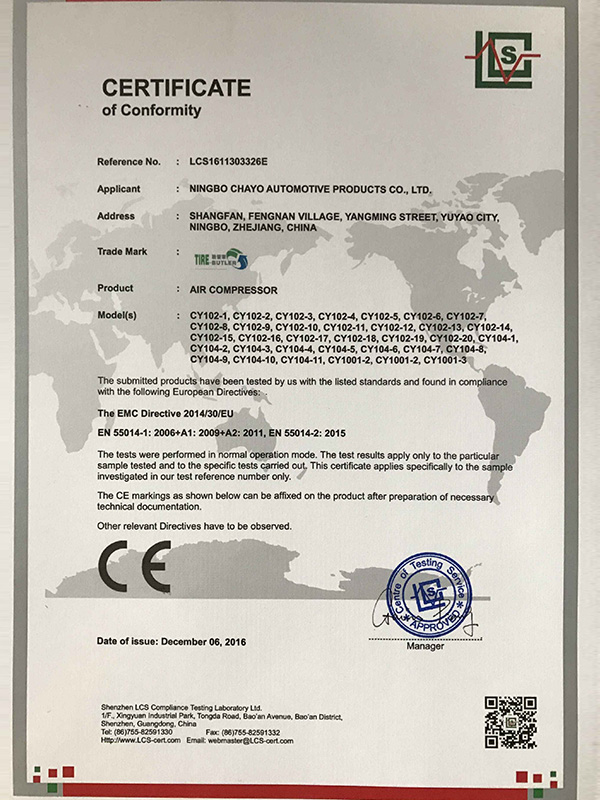 LCS
CERTIFICATE
of Conformity
Reference No. : LCS1611303326E
Applicant : NINGBO CHAYO AUTOMOTIVE PRODUCTS CO., LTD.
Address : SHANGFAN, FENGNAN VILLAGE, YANGMING STREET, YUYAO CITY,
NINGBO, ZHEJIANG, CHINA
Trade Mark : TIRE BUTLER
Product : AIR COMPRESSOR
Model(s) : CY102-1, CY102-2, CY102-3, CY102-4, CY102-5, CY102-6, CY102-7,
CY102-8, CY102-9, CY102-10, CY102-11, CY102-12, CY102-13, CY102-14,
CY102-15, CY102-16, CY102-17, CY102-18, CY102-19, CY102-20, CY104-1,
CY104-2, CY104-3, CY104-4, CY104-5, CY104-6, CY104-7, CY104-8,
CY104-9, CY104-10, CY104-11, CY1001-2, CY1001-2, CY1001-3
The submitted products have been tested by us with the listed standards and found in compliance
with the following European Directives:
The EMC Directive 2014/30/EU
EN 55014-1: 2006+A1: 2009+A2: 2011, EN 55014-2: 2015
The tests were performed in normal operation mode. The test results apply only to the particular
sample tested and to the specific tests carried out. This certificate applies specifically to the sample
investigated in our test reference number only.
The CE markings as shown below can be affixed on the product after preparation of necessary
technical documentation.
Other relevant Directives have to be observed.
CE
Centre of Testing Service
LCS
* APPROVED *
Date of issue: December 06, 2016
Manager
Shenzhen LCS Compliance Testing Laboratory Ltd.
1/F., Xingyuan Industrial Park, Tongda Road, Bao'an Avenue, Bao'an District,
Shenzhen, Guangdong, China
Tel: (86)755-82591330 Fax: (86)755-82591332
Http://www.LCS-cert.com Email: webmaster@LCS-cert.com